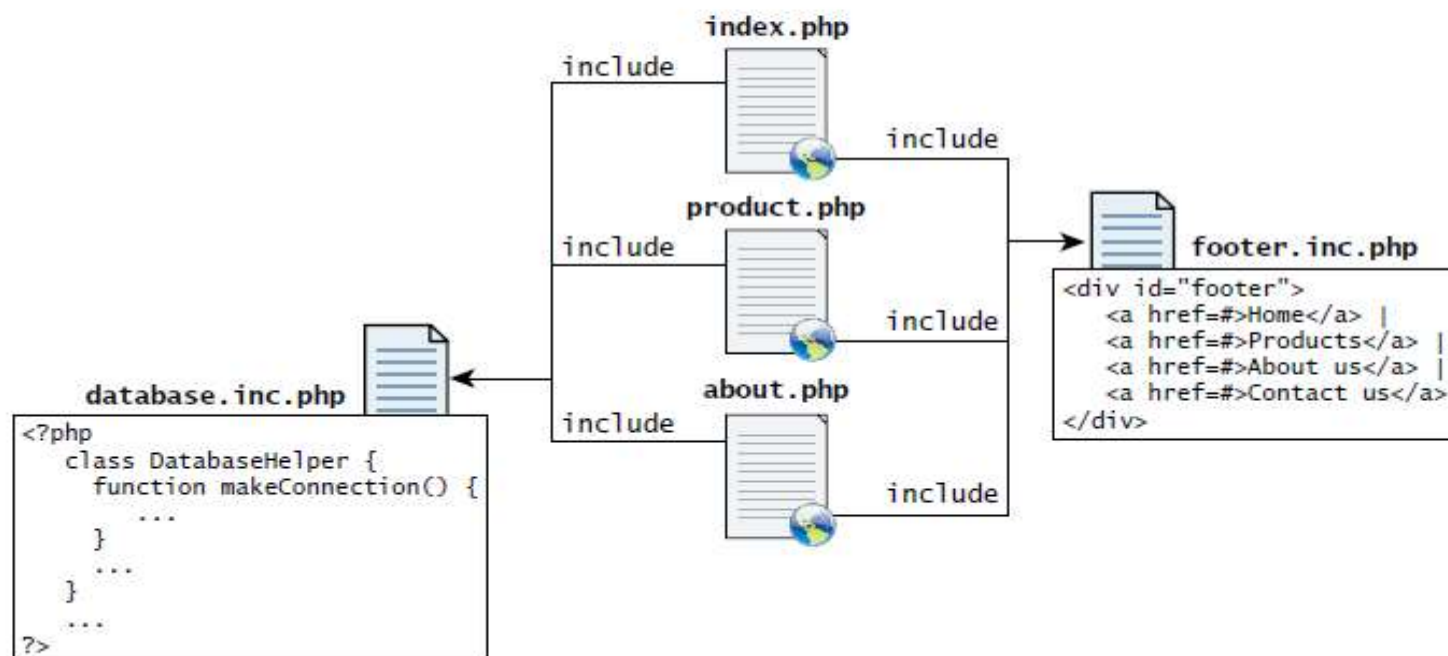 index.php
include
include
product.php
include
footer.inc.php
<div id="footer">
   <a href=#>Home</a> |
   <a href=#>Products</a> |
   <a href=#>About us</a> |
   <a href=#>Contact us</a>
</div>
include
about.php
database.inc.php
include
<?php
   class DatabaseHelper {
     function makeConnection() {
        ...
     }
     ...
   }
   ...
?>
include